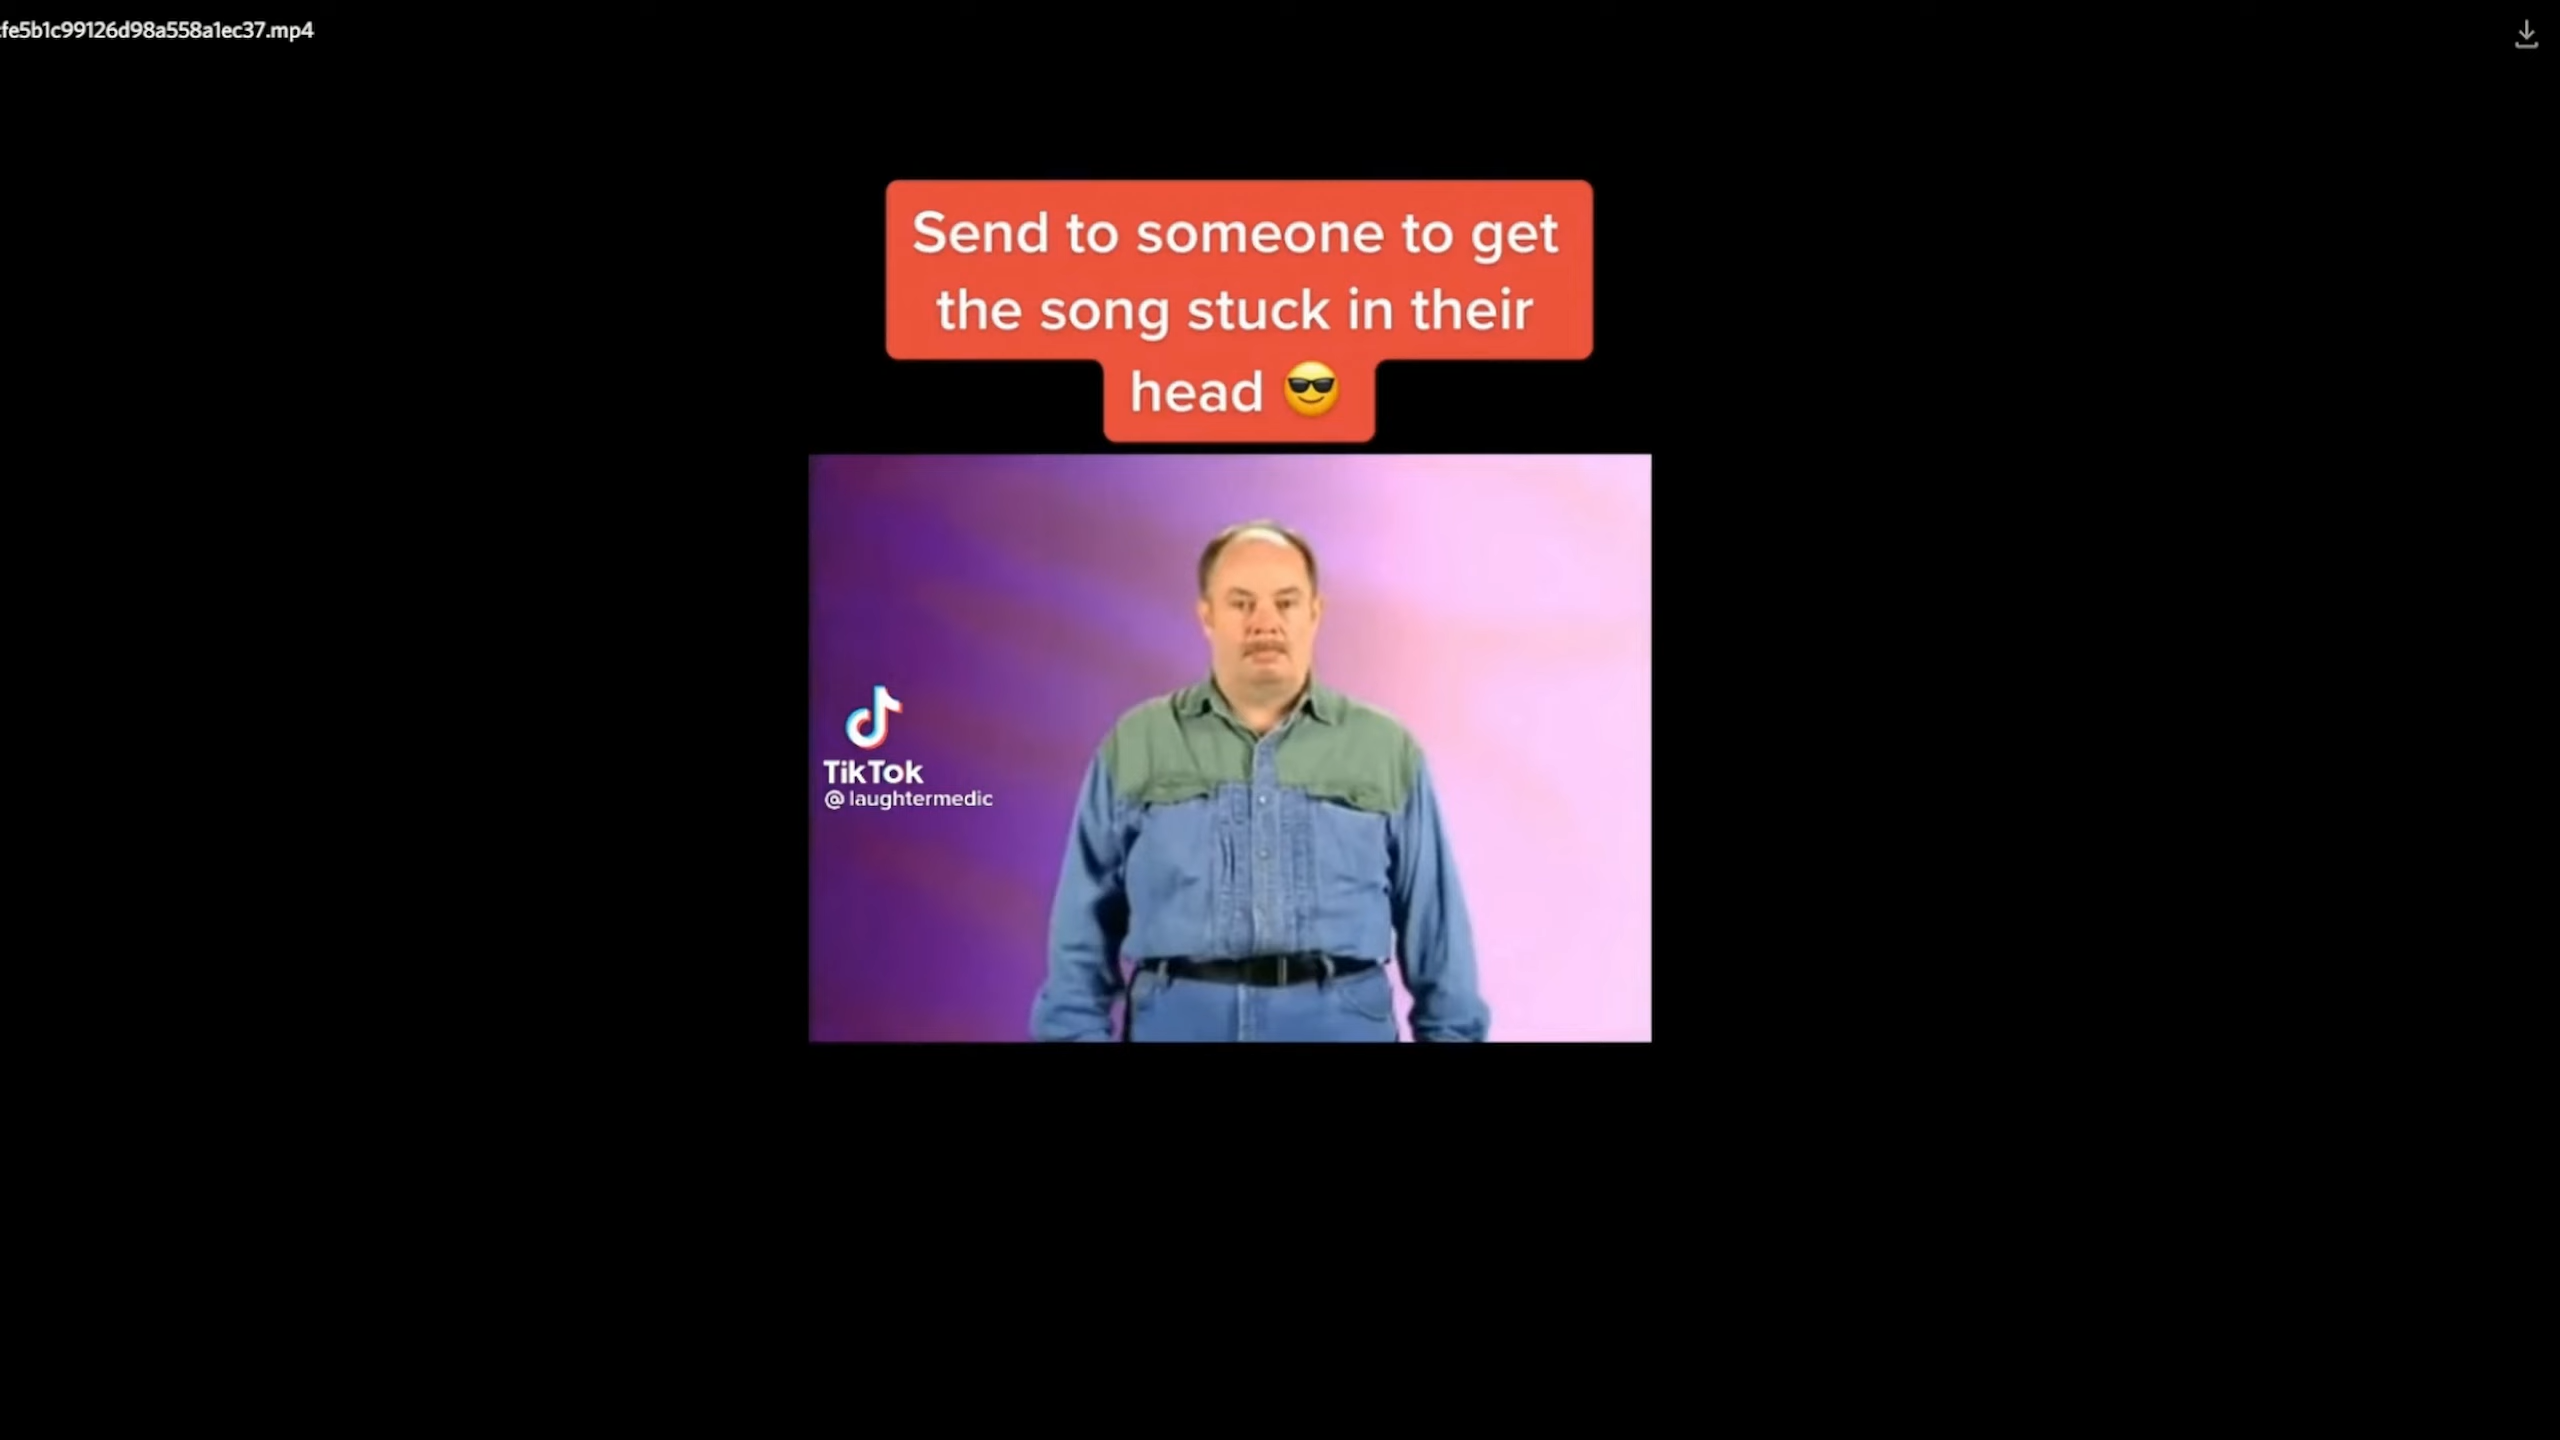 fe5b1c99126d98a558a1ec37.mp4
Send to someone to get
the song stuck in their
head 😎
TikTok
@laughtermedic